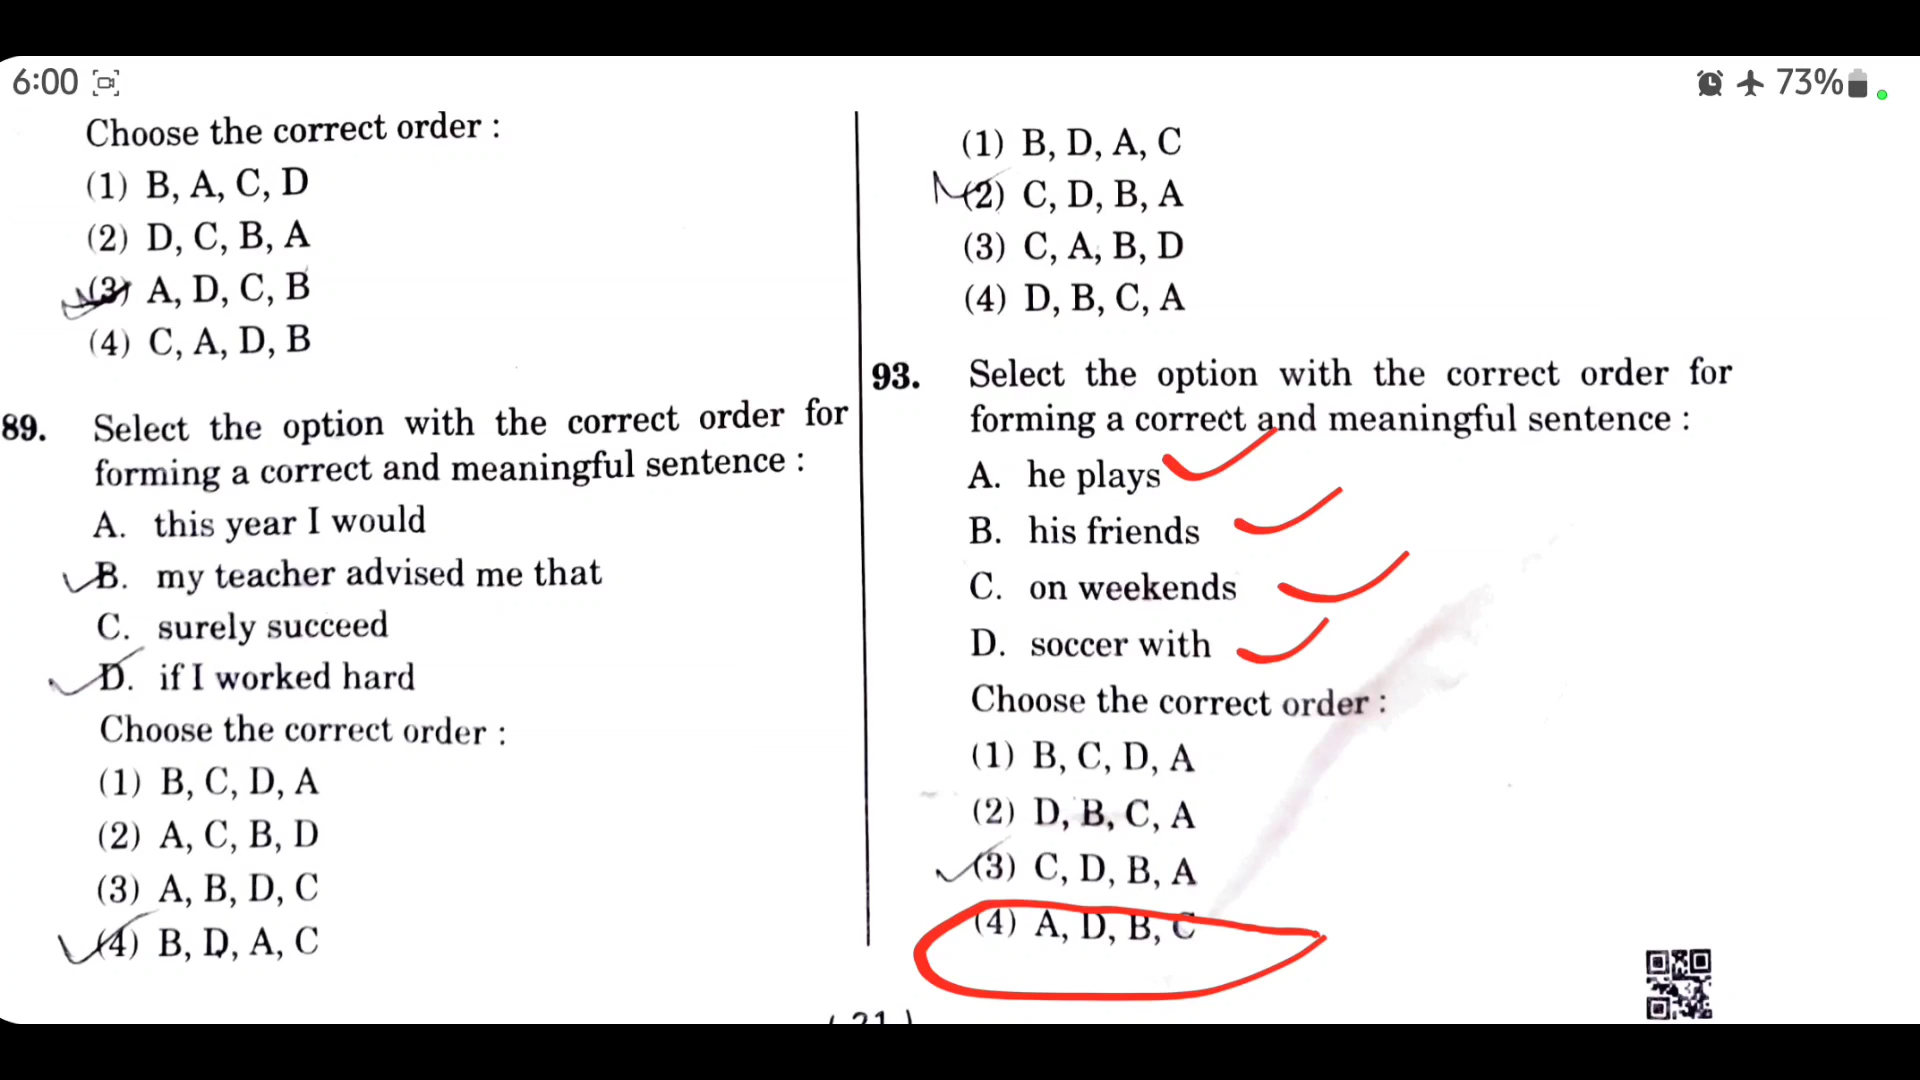 6:00
73%
Choose the correct order :
(1) B, A, C, D
(2) D, C, B, A
(3) A, D, C, B
(4) C, A, D, B
89. Select the option with the correct order for
forming a correct and meaningful sentence :
A. this year I would
B. my teacher advised me that
C. surely succeed
D. if I worked hard
Choose the correct order :
(1) B, C, D, A
(2) A, C, B, D
(3) A, B, D, C
(4) B, D, A, C
(1) B, D, A, C
(2) C, D, B, A
(3) C, A, B, D
(4) D, B, C, A
93. Select the option with the correct order for
forming a correct and meaningful sentence :
A. he plays
B. his friends
C. on weekends
D. soccer with
Choose the correct order :
(1) B, C, D, A
(2) D, B, C, A
(3) C, D, B, A
(4) A, D, B, C